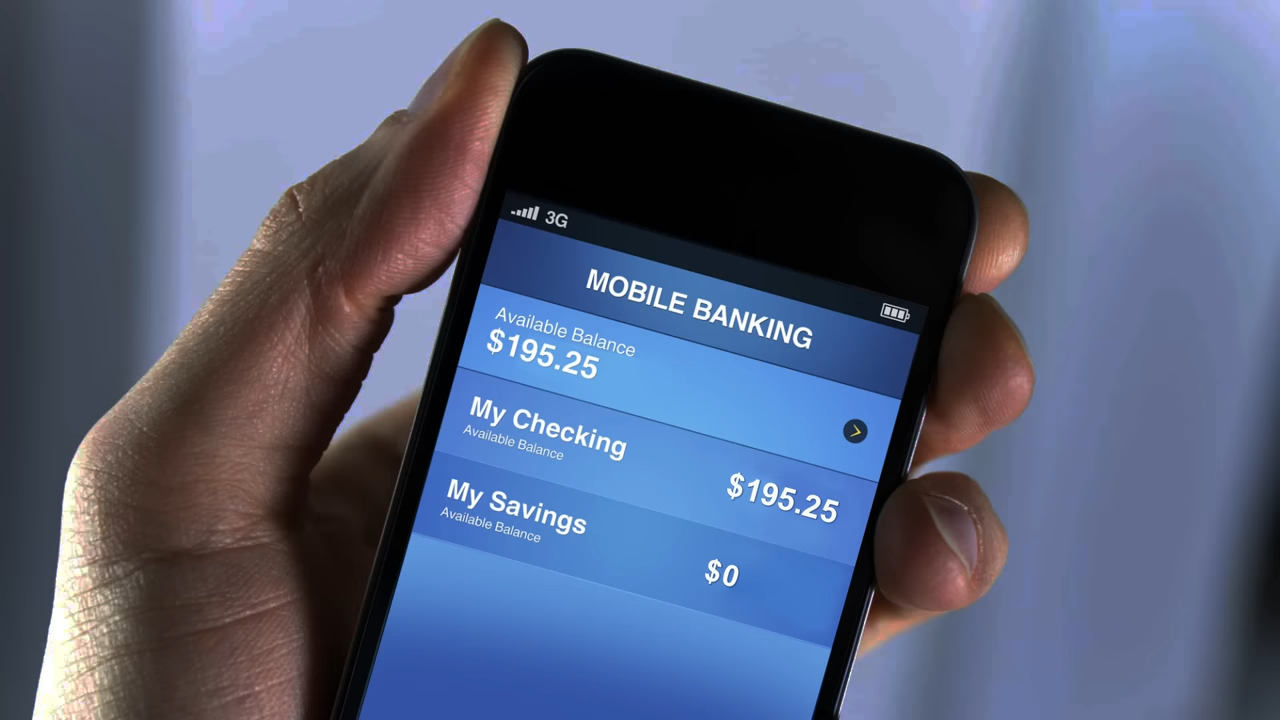 3G
MOBILE BANKING
Available Balance
$195.25
My Checking
Available Balance
$195.25
My Savings
Available Balance
$0